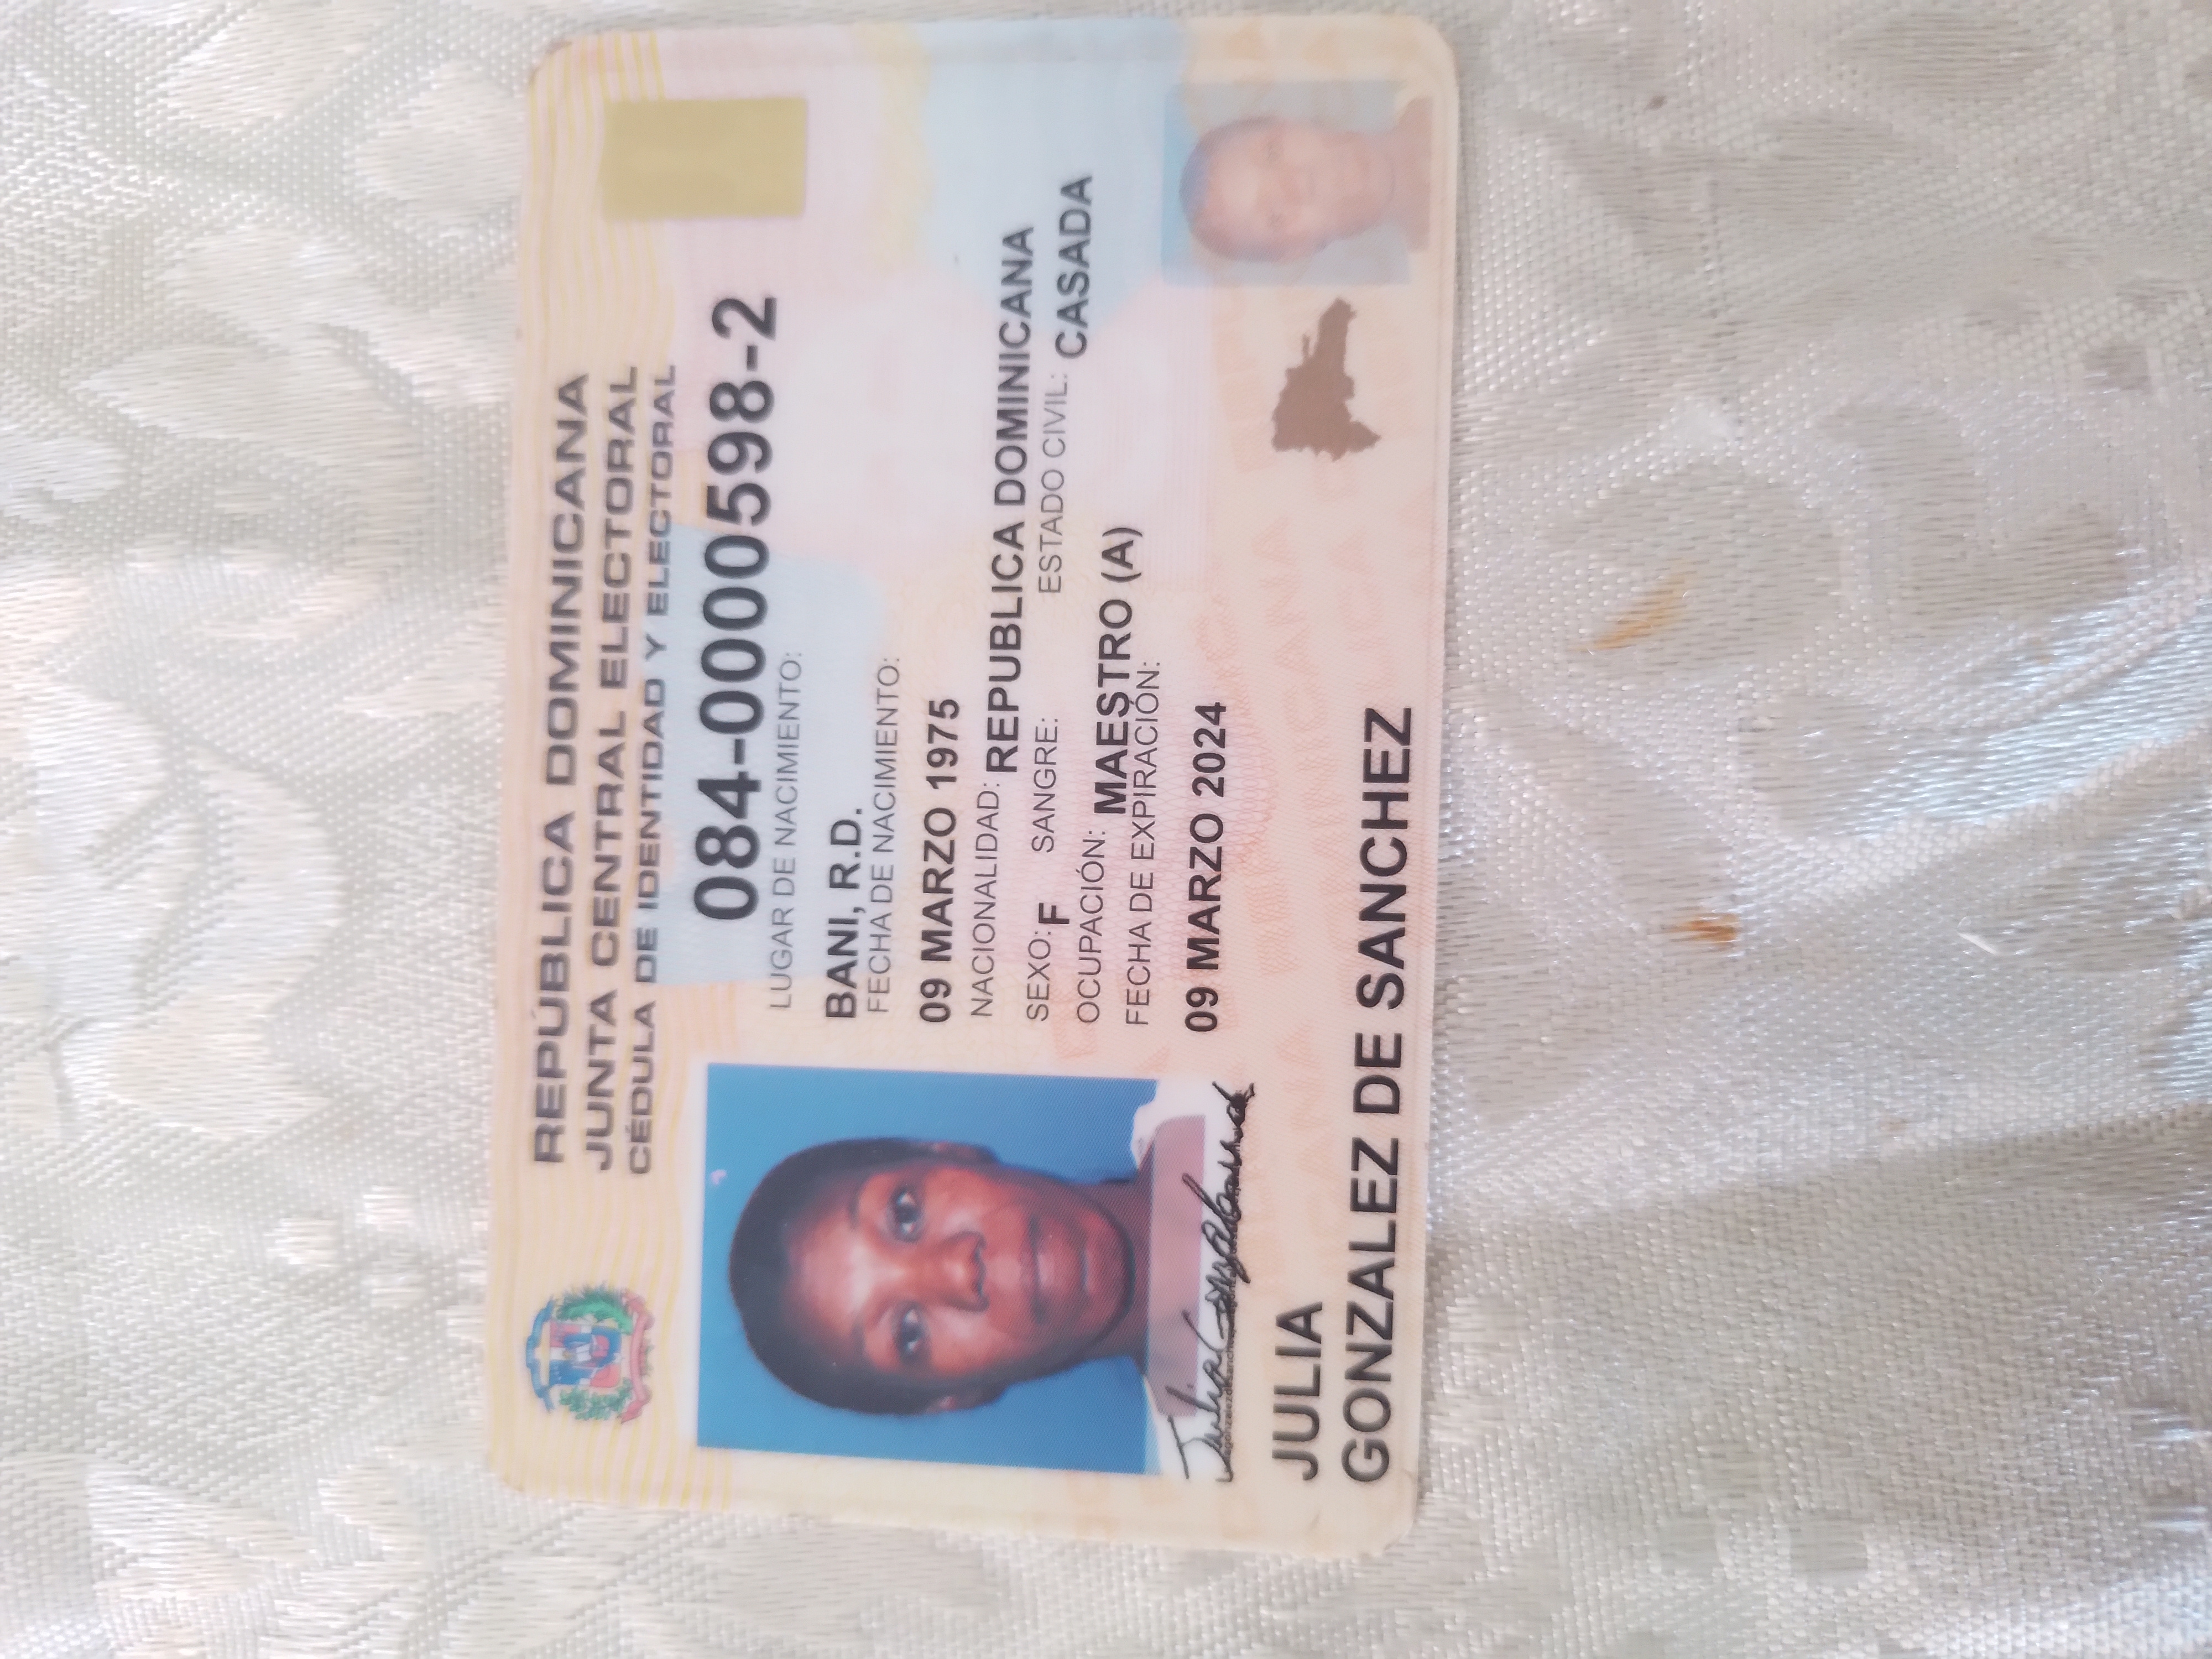 REPÚBLICA DOMINICANA
JUNTA CENTRAL ELECTORAL
CÉDULA DE IDENTIDAD Y ELECTORAL
084-0000598-2
LUGAR DE NACIMIENTO:
BANI, R.D.
FECHA DE NACIMIENTO:
09 MARZO 1975
NACIONALIDAD: REPUBLICA DOMINICANA
SEXO: F SANGRE: ESTADO CIVIL: CASADA
OCUPACIÓN: MAESTRO (A)
FECHA DE EXPIRACIÓN:
09 MARZO 2024
JULIA
GONZALEZ DE SANCHEZ